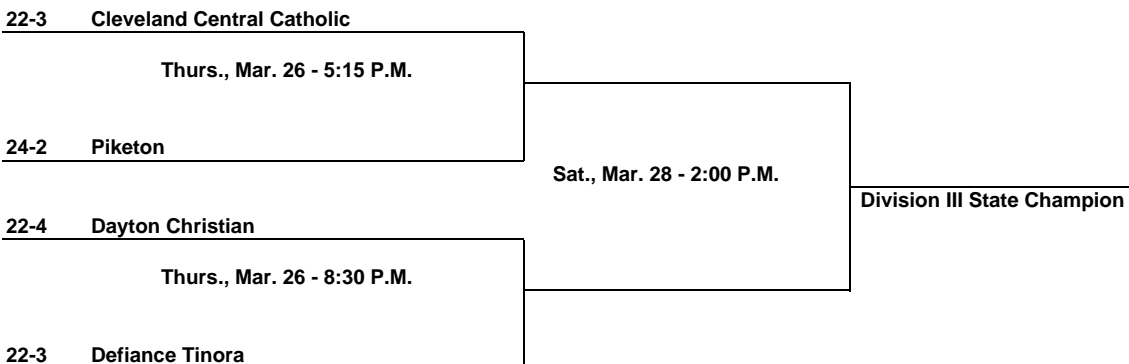 22-3 Cleveland Central Catholic
Thurs., Mar. 26 - 5:15 P.M.
24-2 Piketon
Sat., Mar. 28 - 2:00 P.M.
Division III State Champion
22-4 Dayton Christian
Thurs., Mar. 26 - 8:30 P.M.
22-3 Defiance Tinora